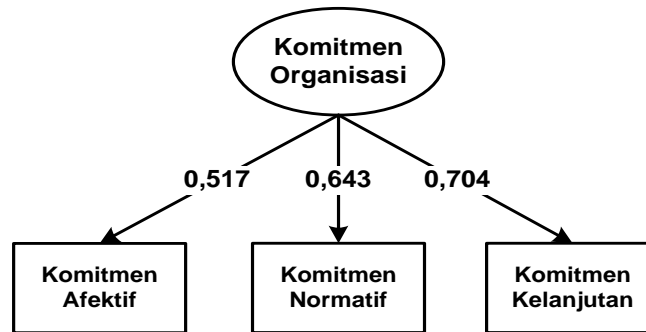 Komitmen
Organisasi
0,517
0,643
0,704
Komitmen
Afektif
Komitmen
Normatif
Komitmen
Kelanjutan